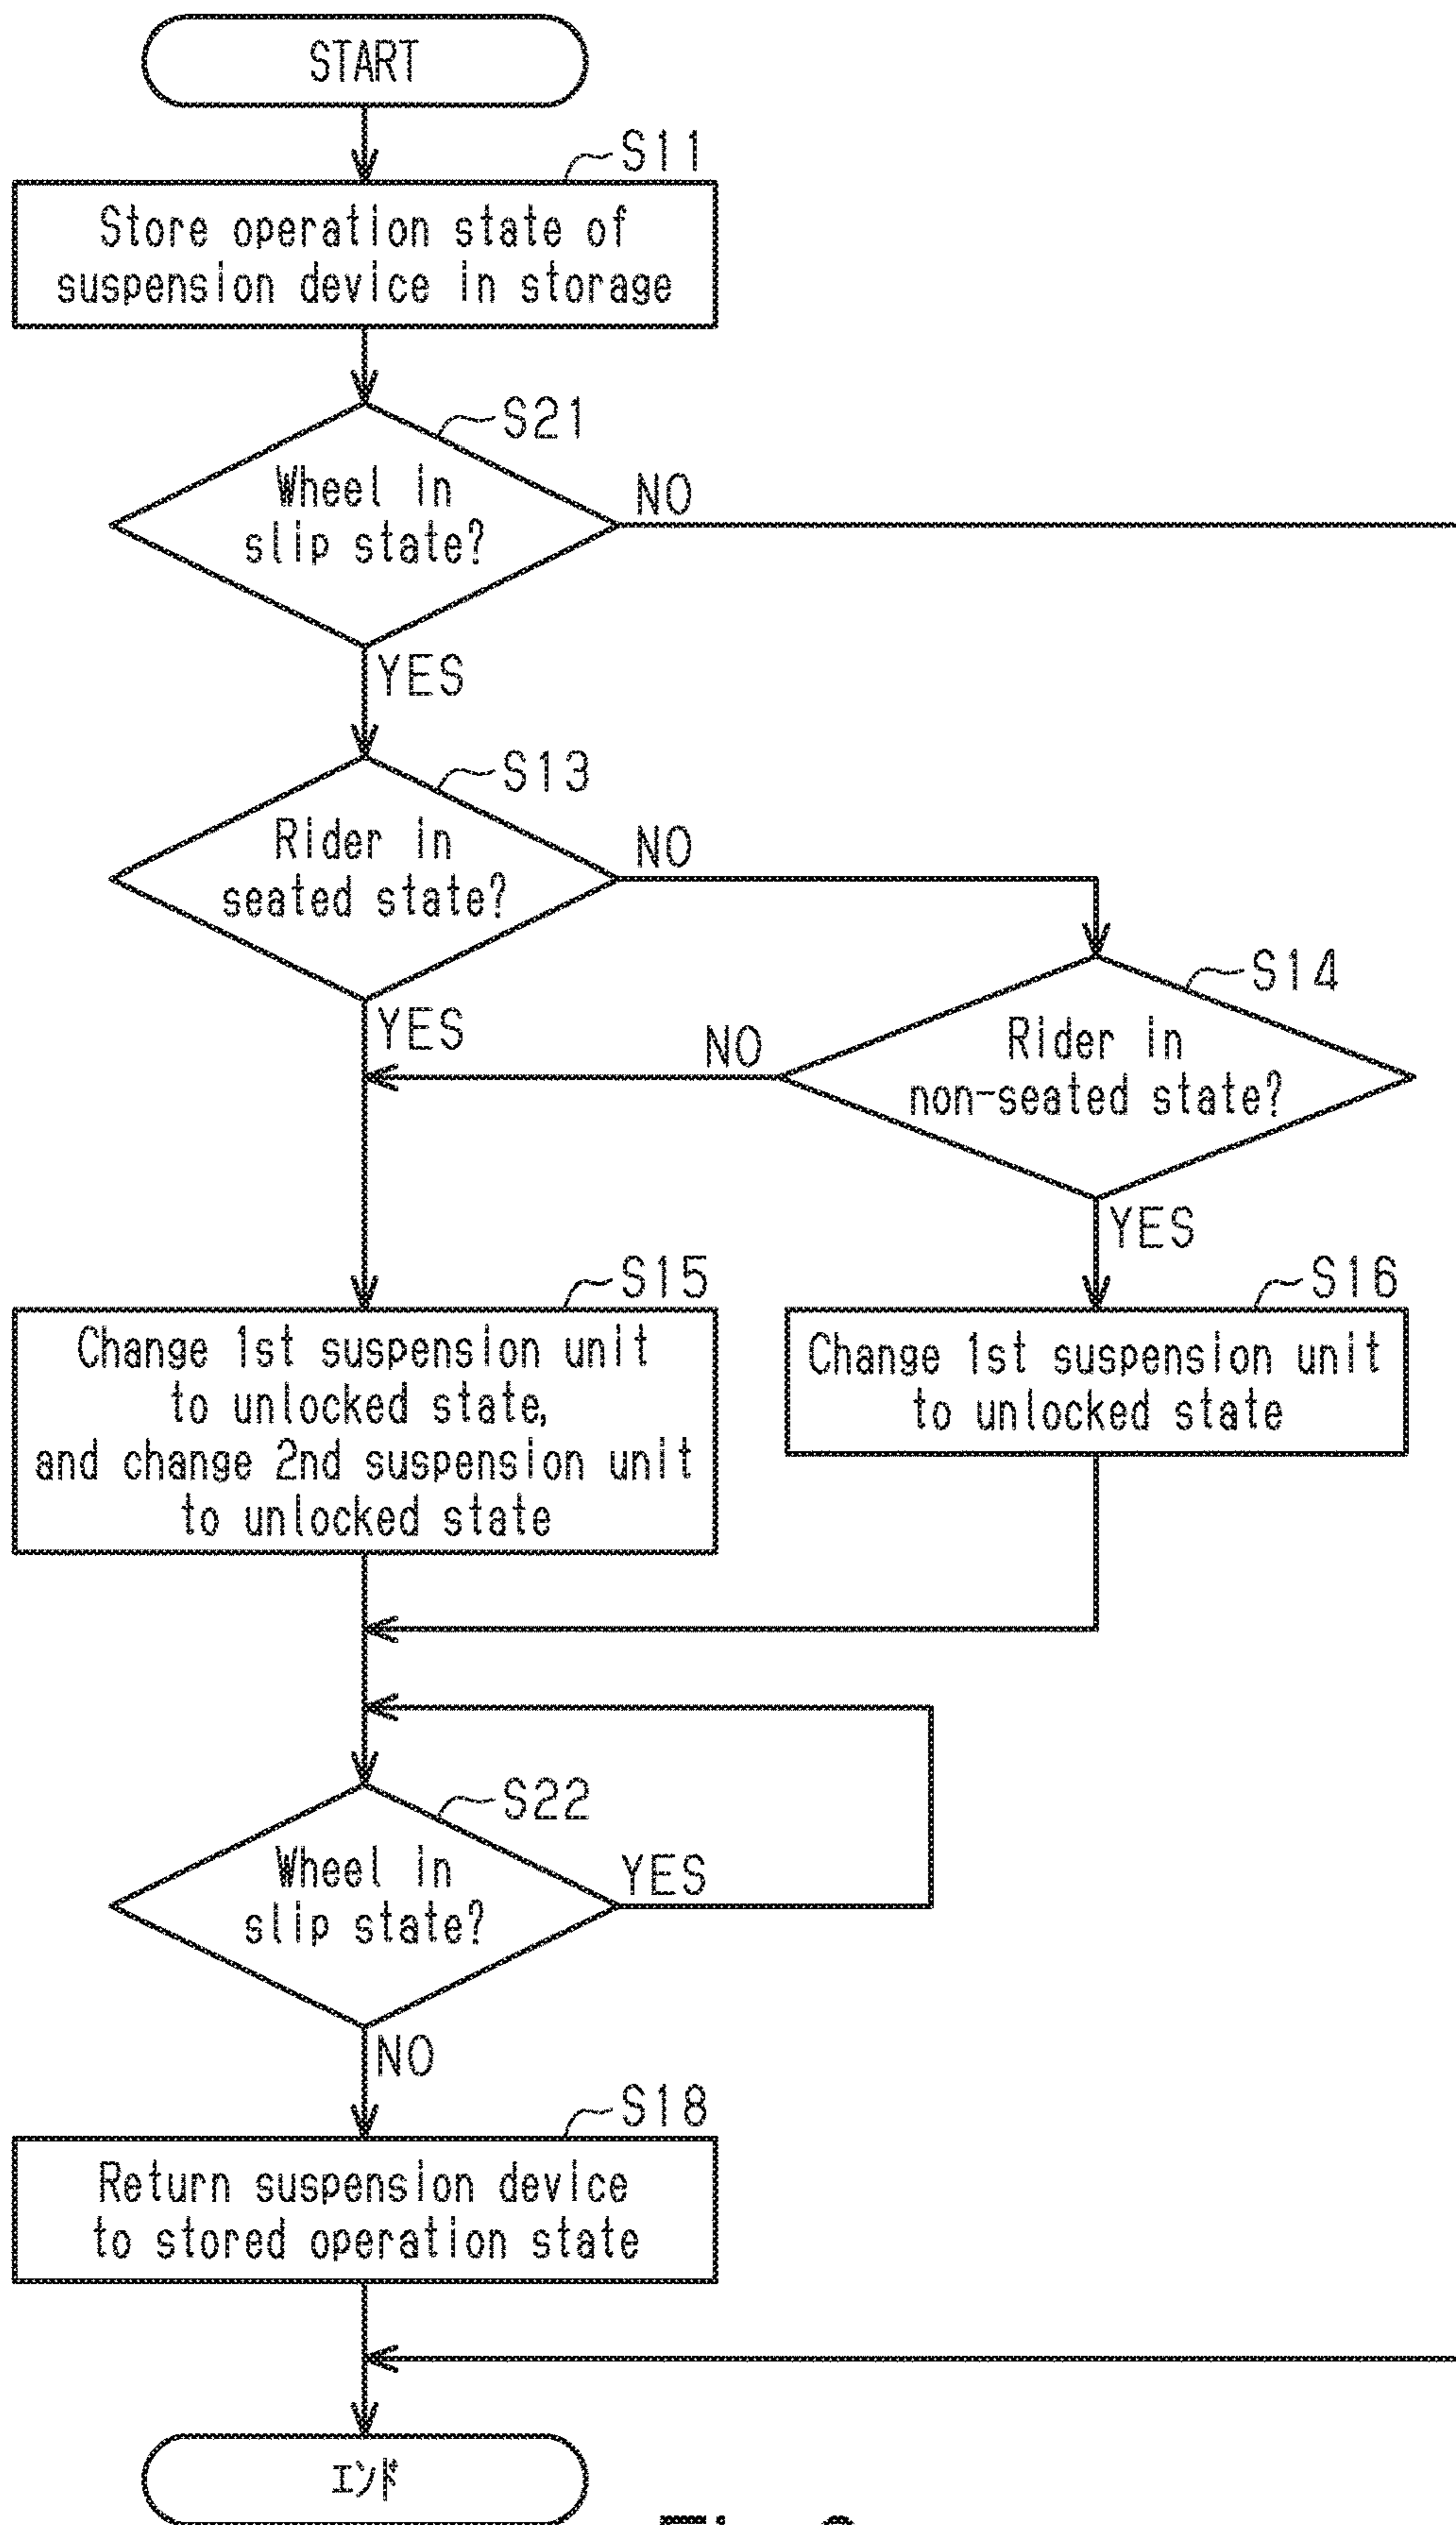 START
S11
Store operation state of
suspension device in storage
S21
Wheel in
slip state?
NO
YES
S13
Rider in
seated state?
NO
YES
S14
Rider in
non-seated state?
NO
YES
S15
Change 1st suspension unit
to unlocked state,
and change 2nd suspension unit
to unlocked state
S16
Change 1st suspension unit
to unlocked state
S22
Wheel in
slip state?
YES
NO
S18
Return suspension device
to stored operation state
エンド